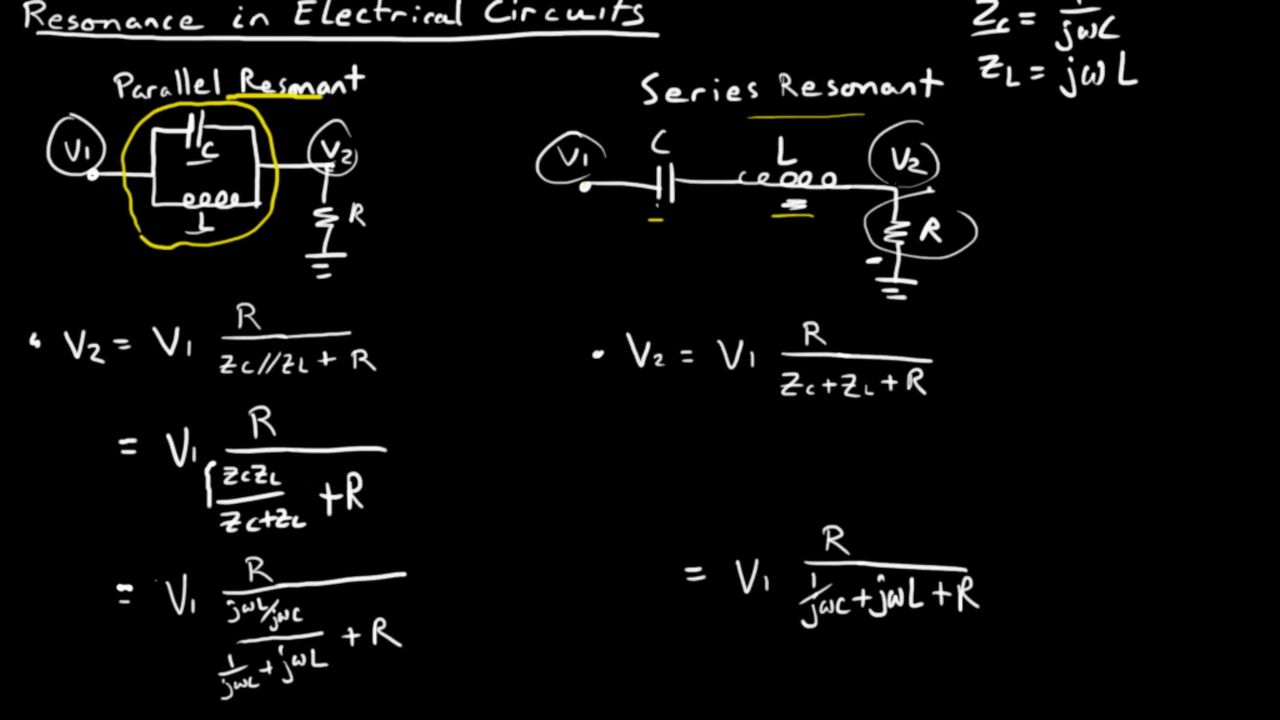 Resonance in Electrical Circuits
Zc = 1/jωC
ZL = jωL
Parallel Resonant
V1
C
L
V2
R
• V2 = V1 R/(Zc//ZL + R)
= V1 R/([ZcZL/(Zc+ZL) + R)
= V1 R/((jωL/jωC)/(1/jωC + jωL) + R)
Series Resonant
V1
C
L
V2
R
• V2 = V1 R/(Zc+ZL+R)
= V1 R/(1/jωC+jωL+R)